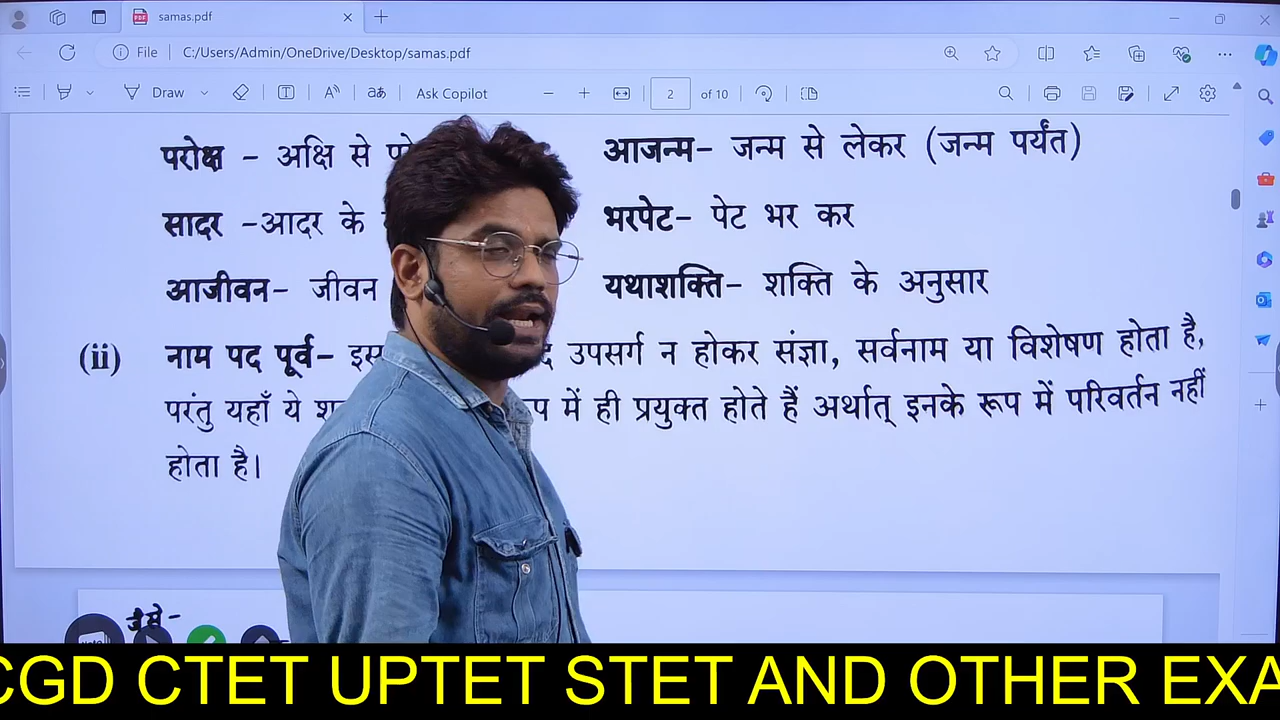 samas.pdf
File C:/Users/Admin/OneDrive/Desktop/samas.pdf
Draw aあ Ask Copilot 2 of 10
परोक्ष - अक्षि से
आजन्म- जन्म से लेकर (जन्म पर्यंत)
सादर -आदर के
भरपेट- पेट भर कर
आजीवन- जीवन
यथाशक्ति- शक्ति के अनुसार
(ii) नाम पद पूर्व- उपसर्ग न होकर संज्ञा, सर्वनाम या विशेषण होता है,
परंतु यहाँ ये में ही प्रयुक्त होते हैं अर्थात् इनके रूप में परिवर्तन नहीं
होता है।
जैसे-
CGD CTET UPTET STET AND OTHER EXA